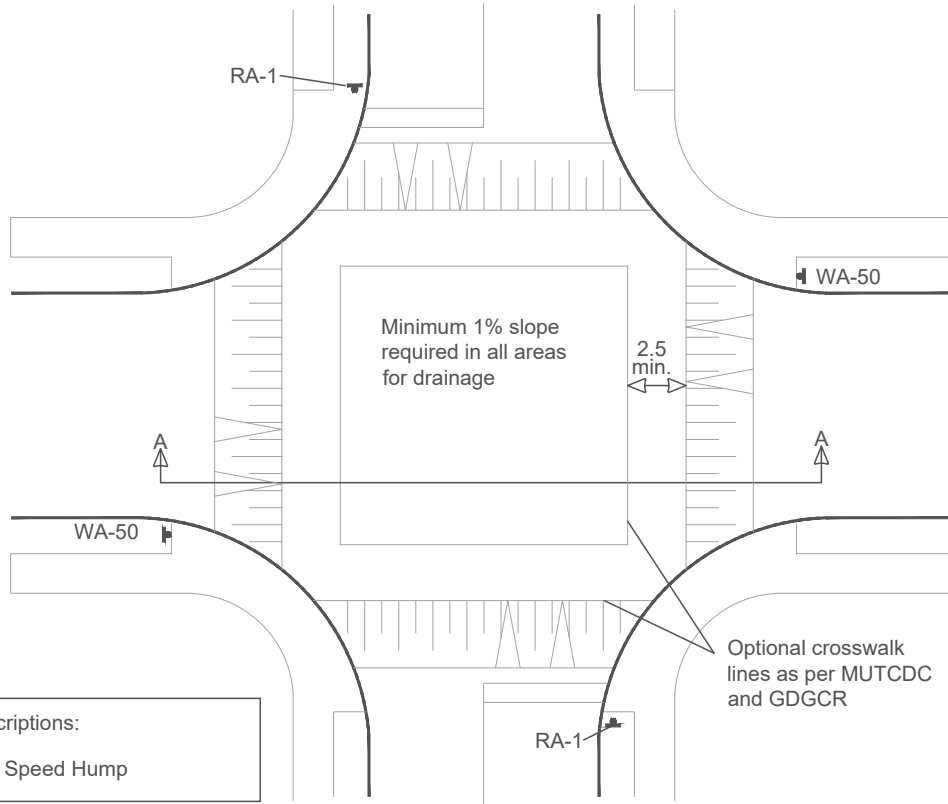 RA-1
WA-50
Minimum 1% slope
required in all areas
for drainage
2.5
min.
A
A
WA-50
Optional crosswalk
lines as per MUTCDC
and GDGCR
RA-1
criptions:
Speed Hump